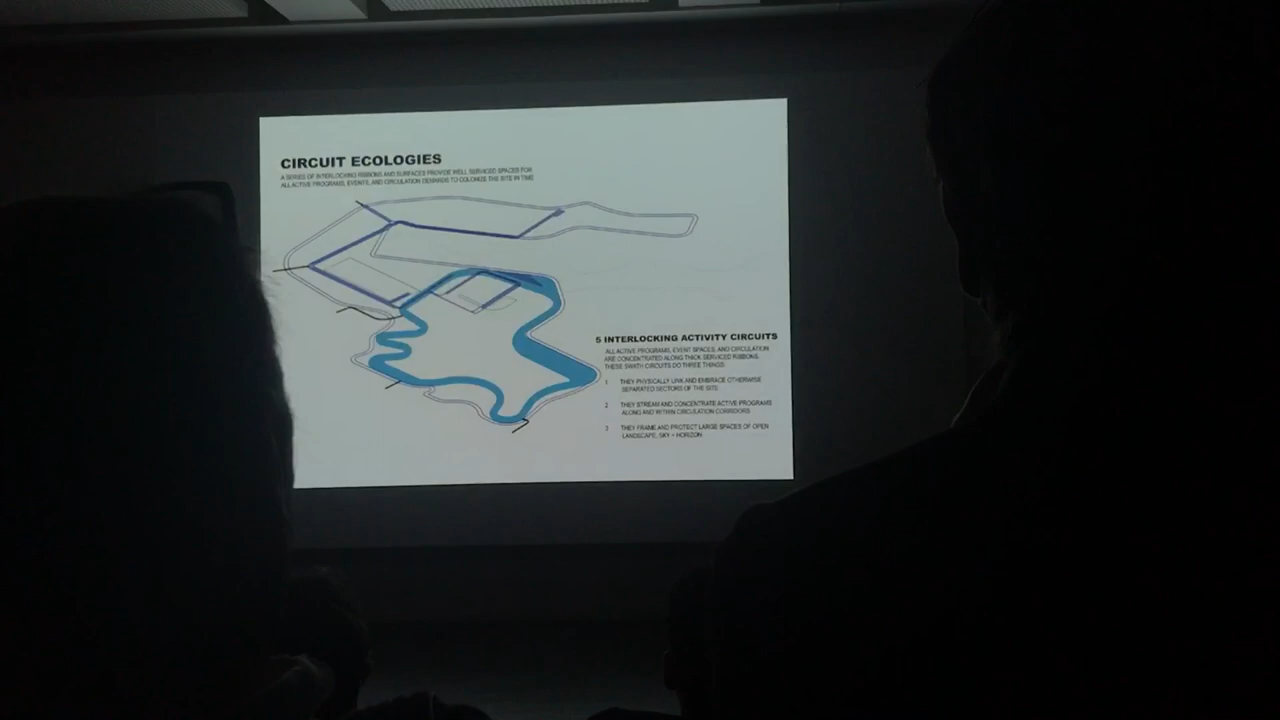 CIRCUIT ECOLOGIES
A SERIES OF INTERLOCKING RIBBONS AND SURFACES PROVIDE WELL SERVICED SPACES FOR
ALL ACTIVE PROGRAMS, EVENTS, AND CIRCULATION DEMANDS TO COLONIZE THE SITE IN TIME
5 INTERLOCKING ACTIVITY CIRCUITS
ALL ACTIVE PROGRAMS, EVENT SPACES, AND CIRCULATION
ARE CONCENTRATED ALONG THICK SERVICED RIBBONS.
THESE SWATH CIRCUITS DO THREE THINGS:
1 THEY PHYSICALLY LINK AND EMBRACE OTHERWISE
SEPARATED SECTORS OF THE SITE
2 THEY STREAM AND CONCENTRATE ACTIVE PROGRAMS
ALONG AND WITHIN CIRCULATION CORRIDORS
3 THEY FRAME AND PROTECT LARGE SPACES OF OPEN
LANDSCAPE, SKY + HORIZON